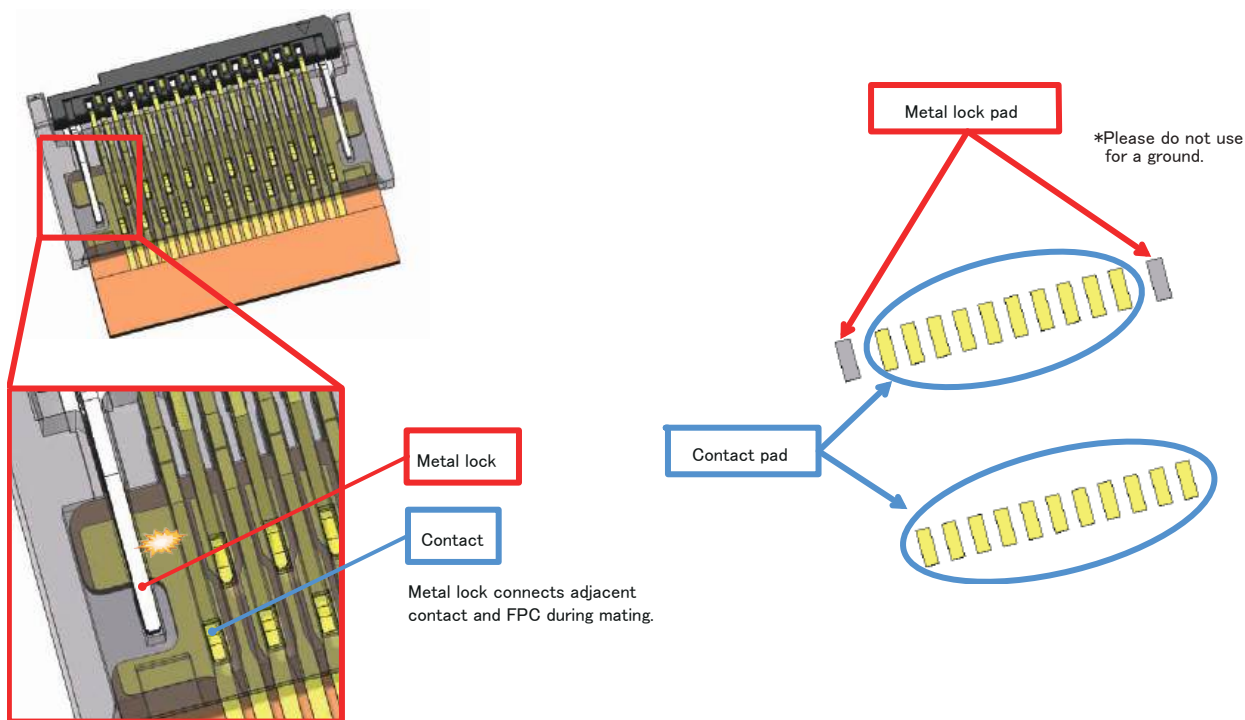 Metal lock pad
*Please do not use
for a ground.
Metal lock
Contact pad
Contact
Metal lock connects adjacent
contact and FPC during mating.